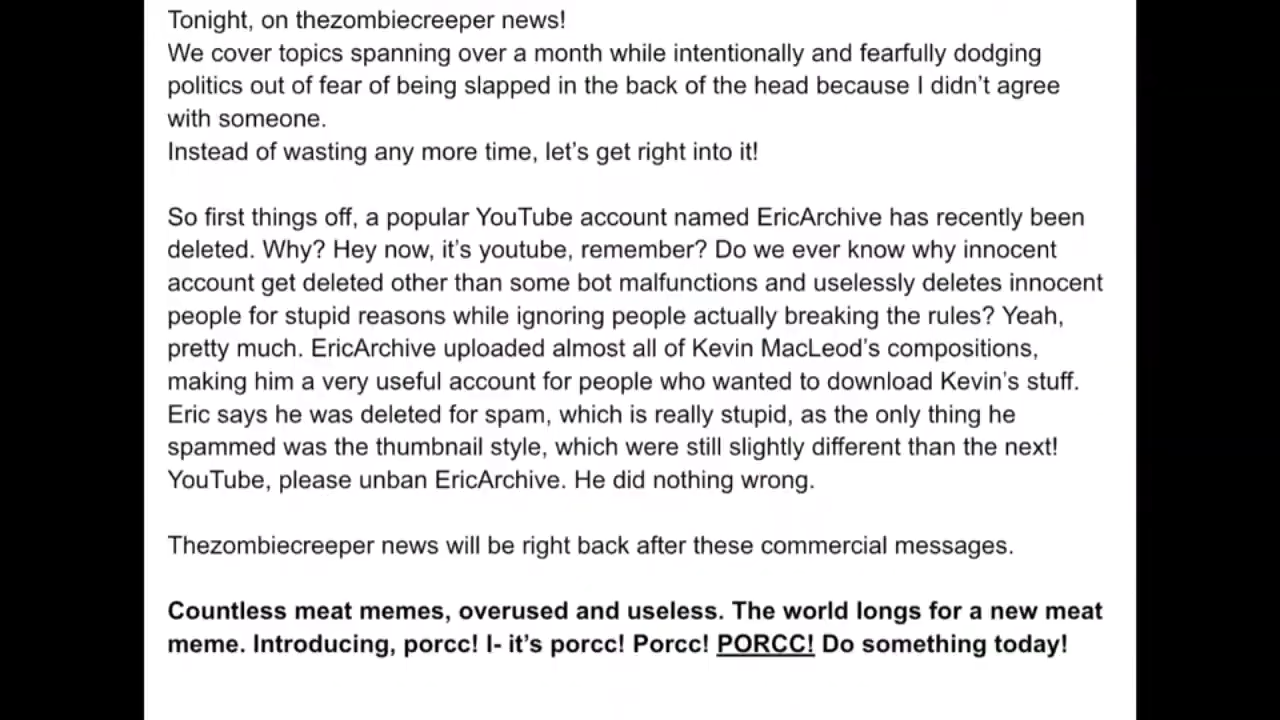 Tonight, on thezombiecreeper news!
We cover topics spanning over a month while intentionally and fearfully dodging
politics out of fear of being slapped in the back of the head because I didn’t agree
with someone.
Instead of wasting any more time, let’s get right into it!
So first things off, a popular YouTube account named EricArchive has recently been
deleted. Why? Hey now, it’s youtube, remember? Do we ever know why innocent
account get deleted other than some bot malfunctions and uselessly deletes innocent
people for stupid reasons while ignoring people actually breaking the rules? Yeah,
pretty much. EricArchive uploaded almost all of Kevin MacLeod’s compositions,
making him a very useful account for people who wanted to download Kevin’s stuff.
Eric says he was deleted for spam, which is really stupid, as the only thing he
spammed was the thumbnail style, which were still slightly different than the next!
YouTube, please unban EricArchive. He did nothing wrong.
Thezombiecreeper news will be right back after these commercial messages.
Countless meat memes, overused and useless. The world longs for a new meat
meme. Introducing, porcc! I- it’s porcc! Porcc! PORCC! Do something today!